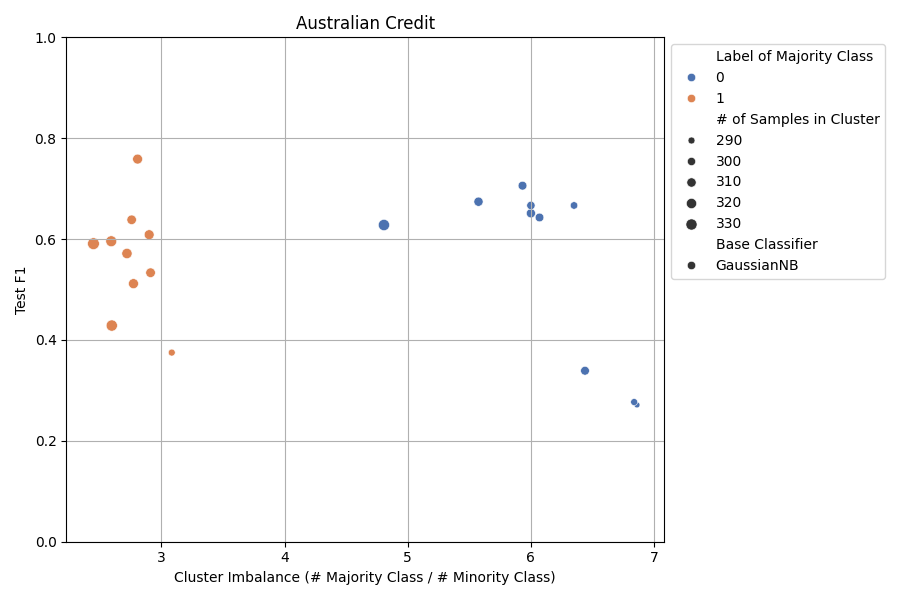 Australian Credit
1.0
0.8
0.6
0.4
0.2
0.0
Test F1
3
4
5
6
7
Cluster Imbalance (# Majority Class / # Minority Class)
Label of Majority Class
0
1
# of Samples in Cluster
290
300
310
320
330
Base Classifier
GaussianNB